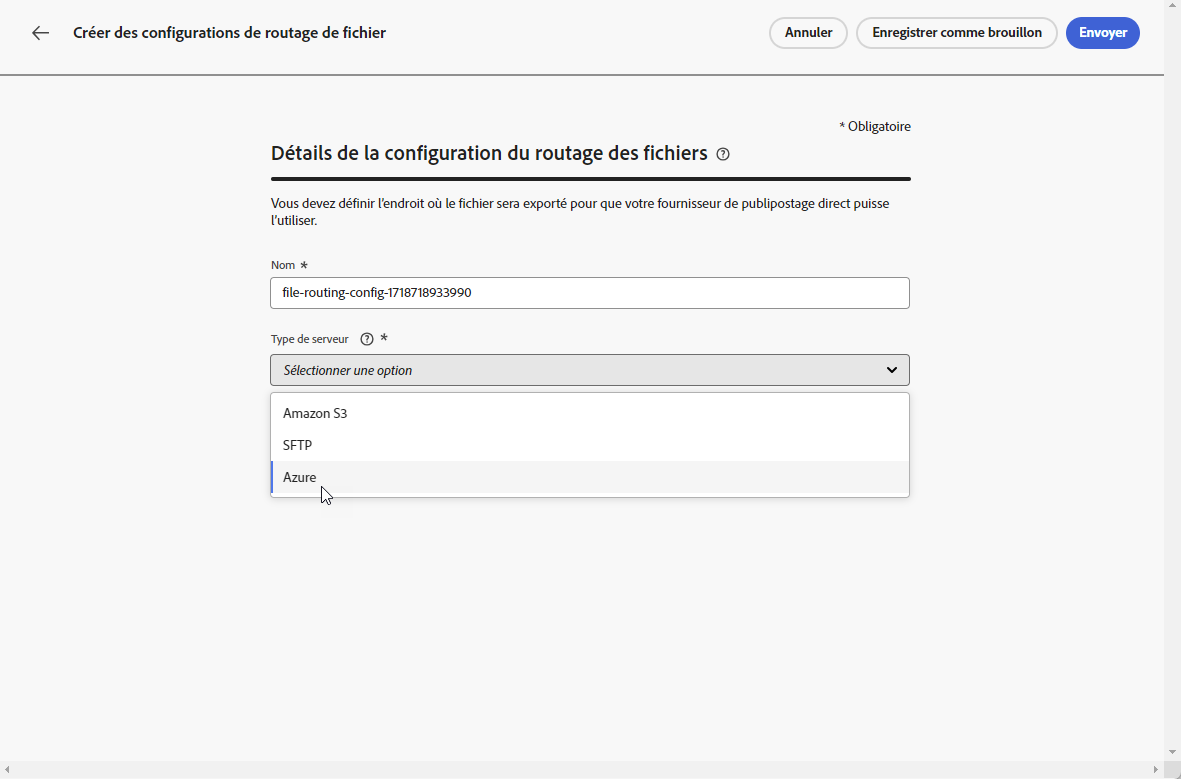 Créer des configurations de routage de fichier
Annuler
Enregistrer comme brouillon
Envoyer
* Obligatoire
Détails de la configuration du routage des fichiers
Vous devez définir l'endroit où le fichier sera exporté pour que votre fournisseur de publipostage direct puisse
l'utiliser.
Nom *
file-routing-config-1718718933990
Type de serveur *
Sélectionner une option
Amazon S3
SFTP
Azure